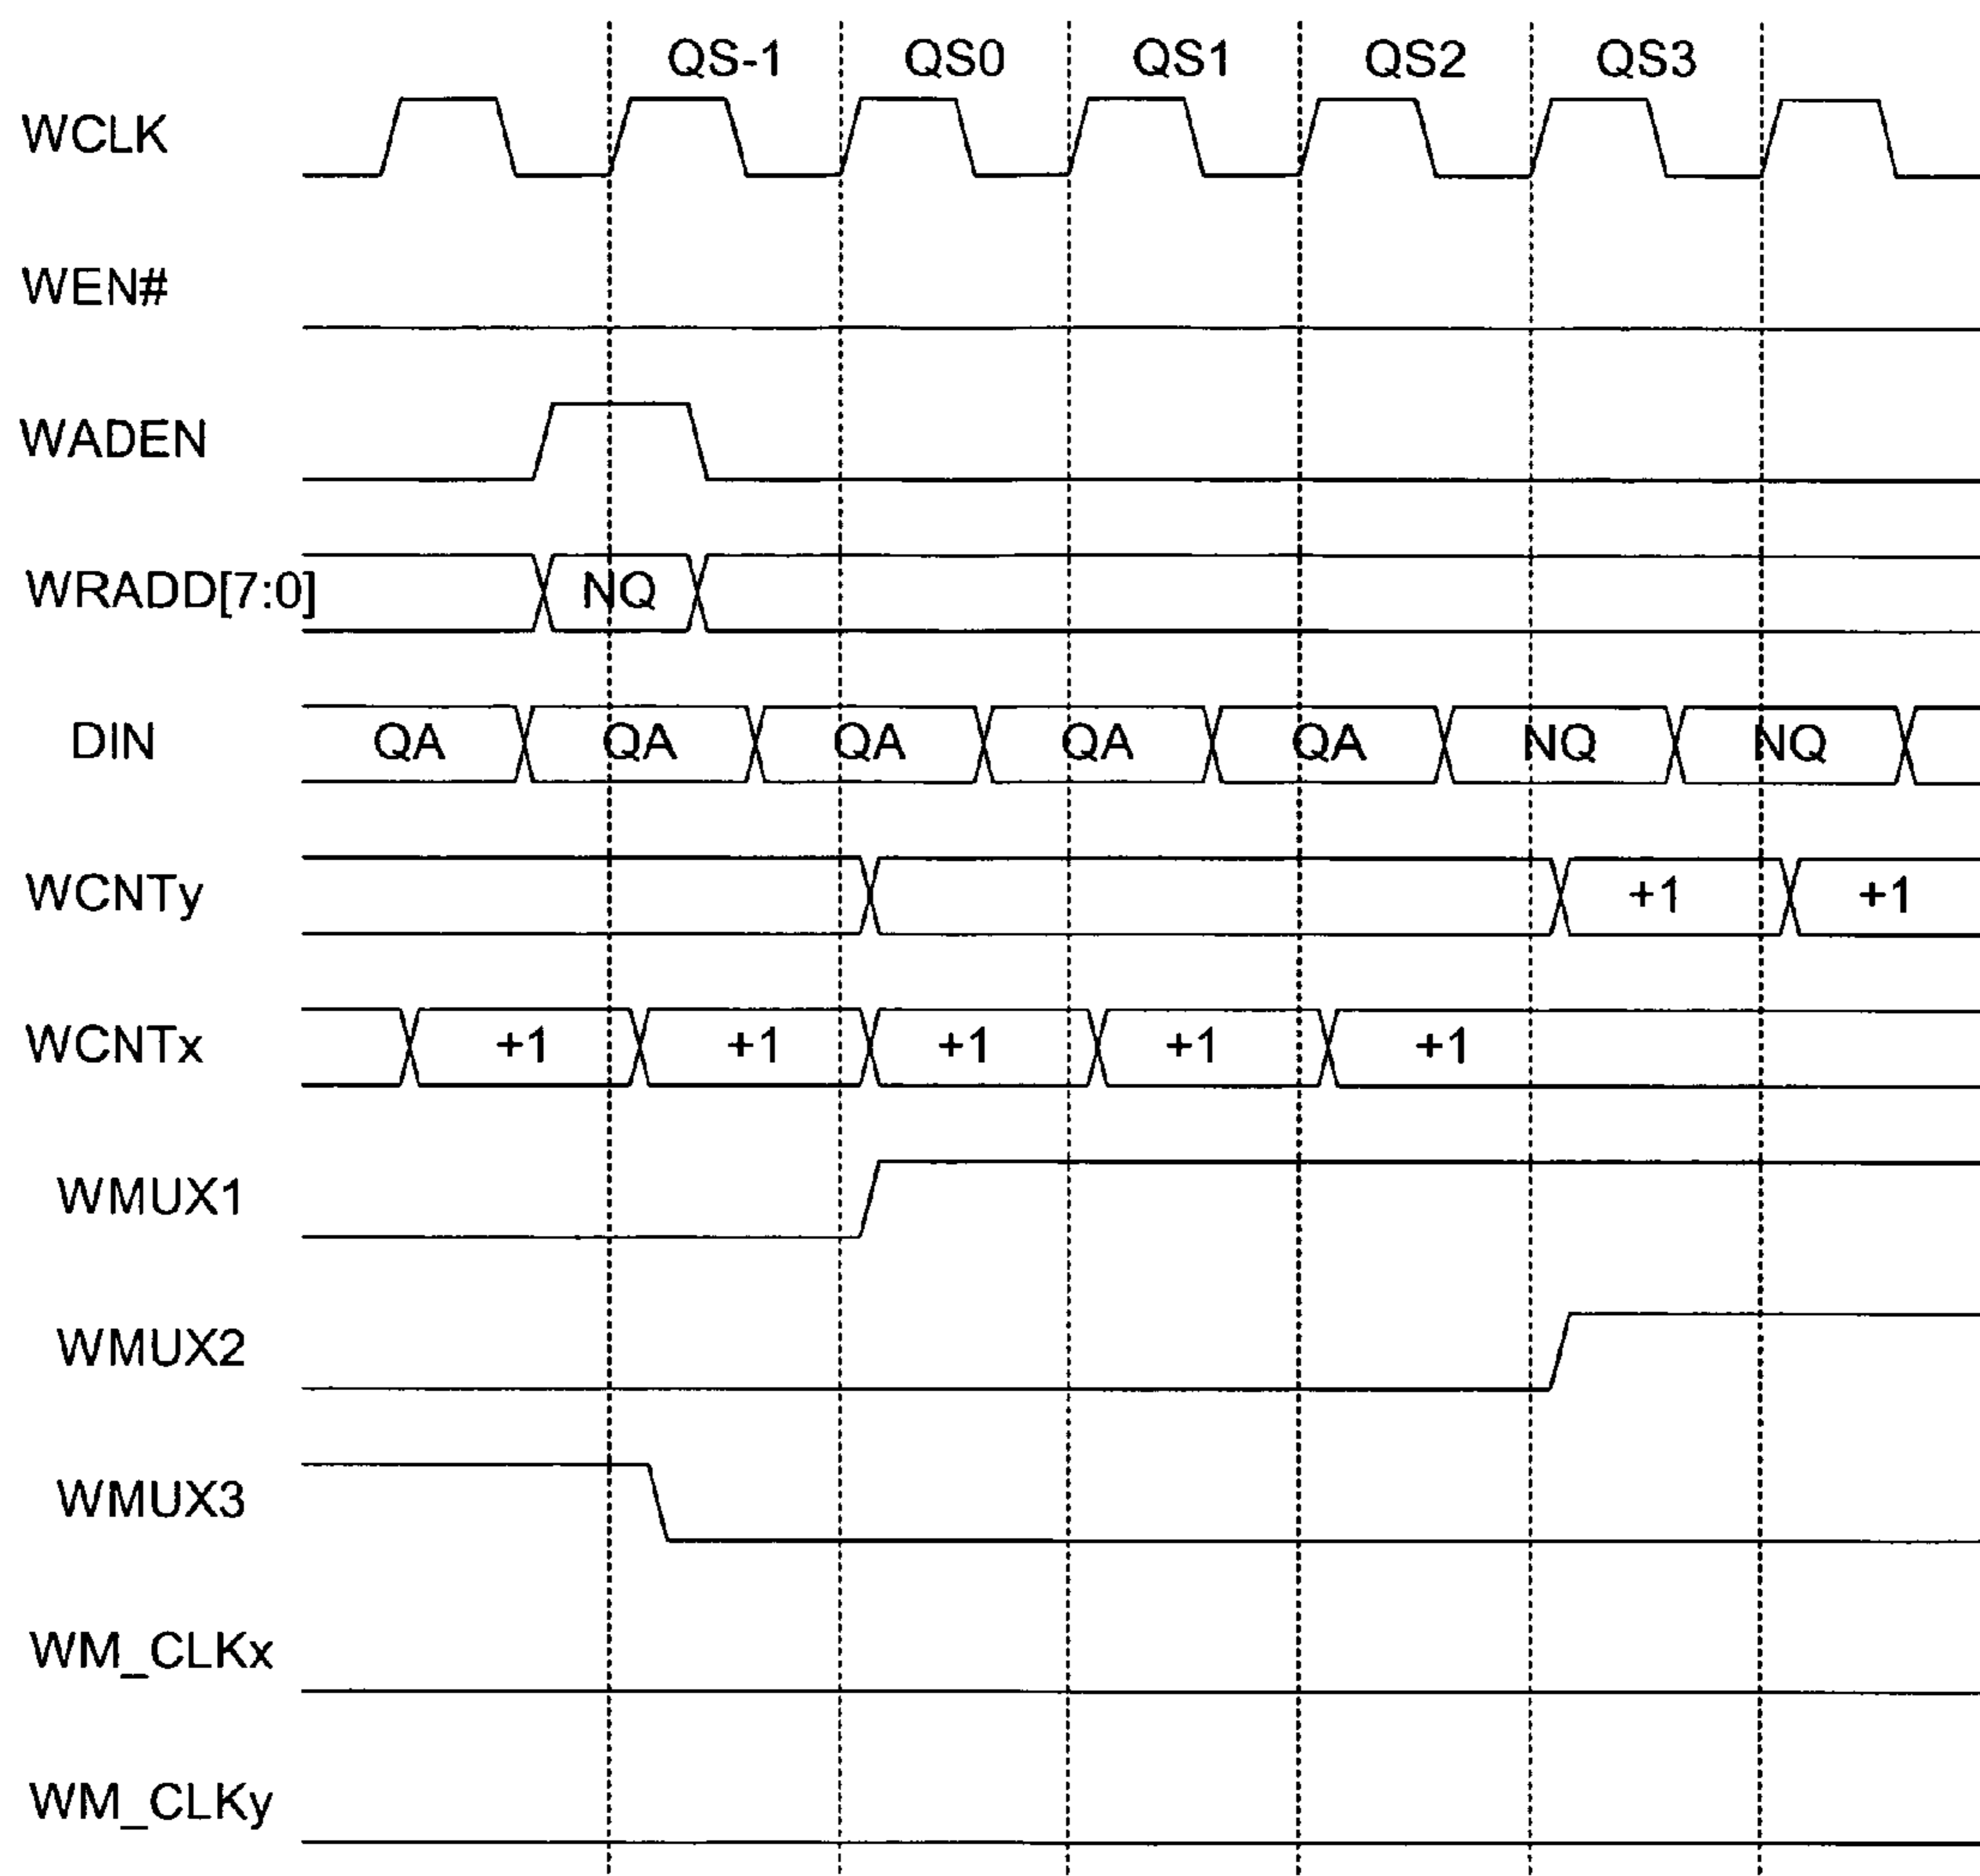 QS-1 QS0 QS1 QS2 QS3
WCLK
WEN#
WADEN
WRADD[7:0] NQ
DIN QA QA QA QA QA NQ NQ
WCNTy +1 +1
WCNTx +1 +1 +1 +1 +1
WMUX1
WMUX2
WMUX3
WM_CLKx
WM_CLKy